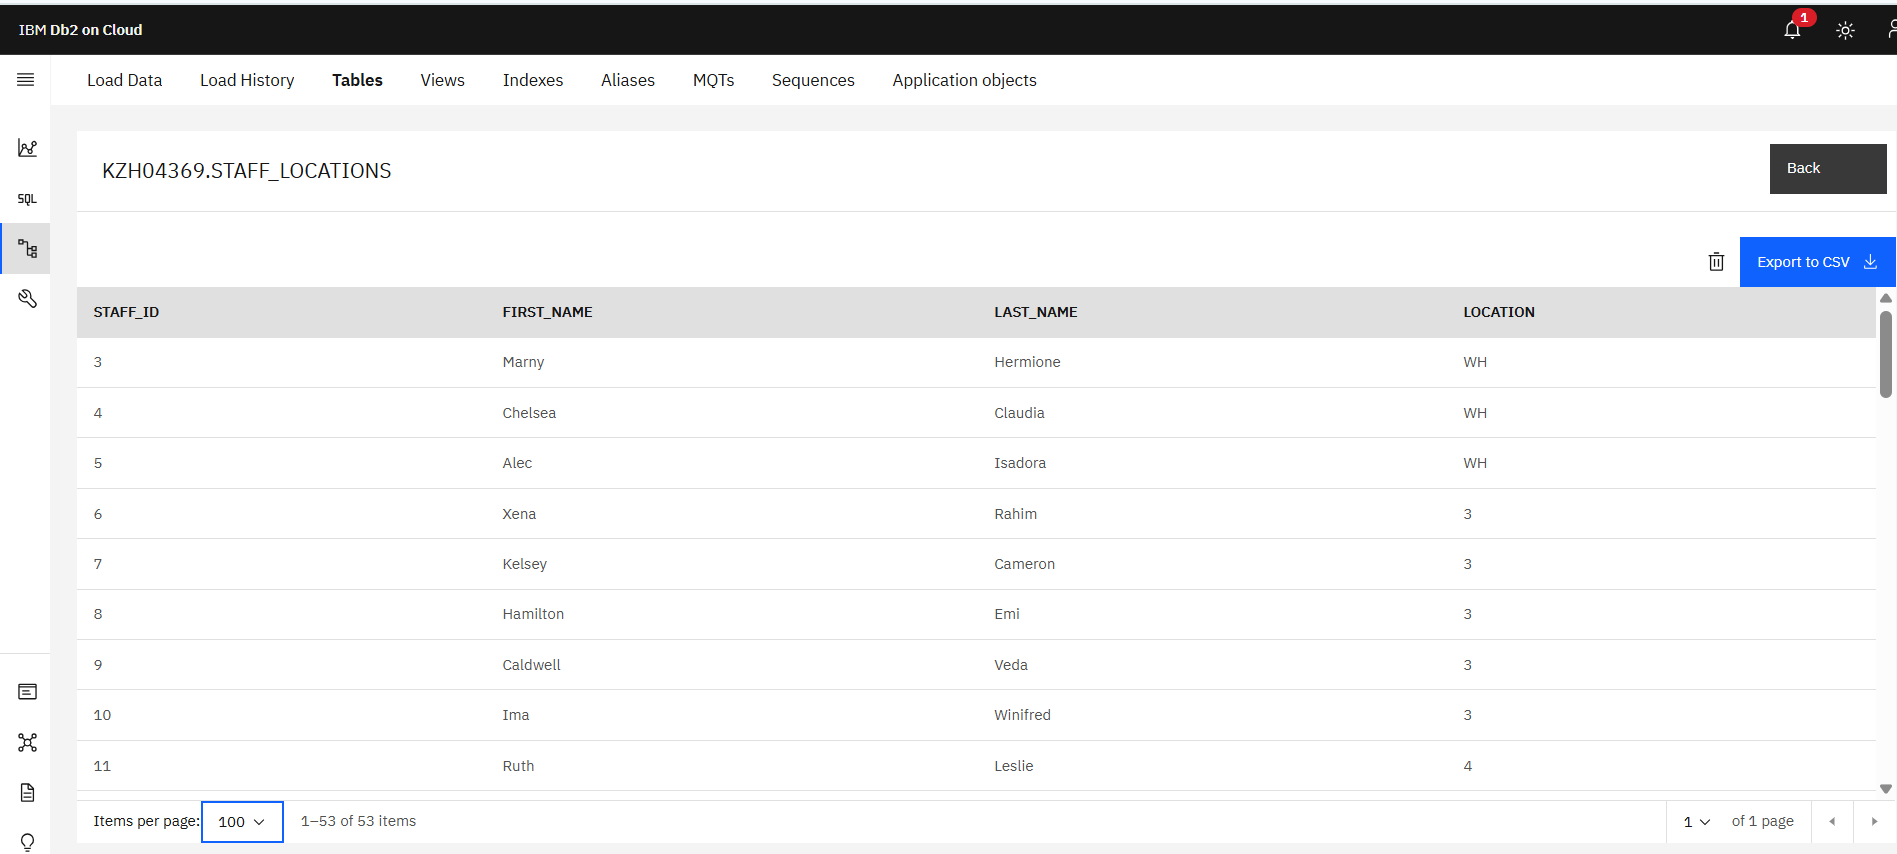 IBM Db2 on Cloud
1
Load Data Load History Tables Views Indexes Aliases MQTs Sequences Application objects
KZH04369.STAFF_LOCATIONS
Back
SQL
Export to CSV
STAFF_ID FIRST_NAME LAST_NAME LOCATION
3 Marny Hermione WH
4 Chelsea Claudia WH
5 Alec Isadora WH
6 Xena Rahim 3
7 Kelsey Cameron 3
8 Hamilton Emi 3
9 Caldwell Veda 3
10 Ima Winifred 3
11 Ruth Leslie 4
Items per page: 100 1–53 of 53 items 1 of 1 page